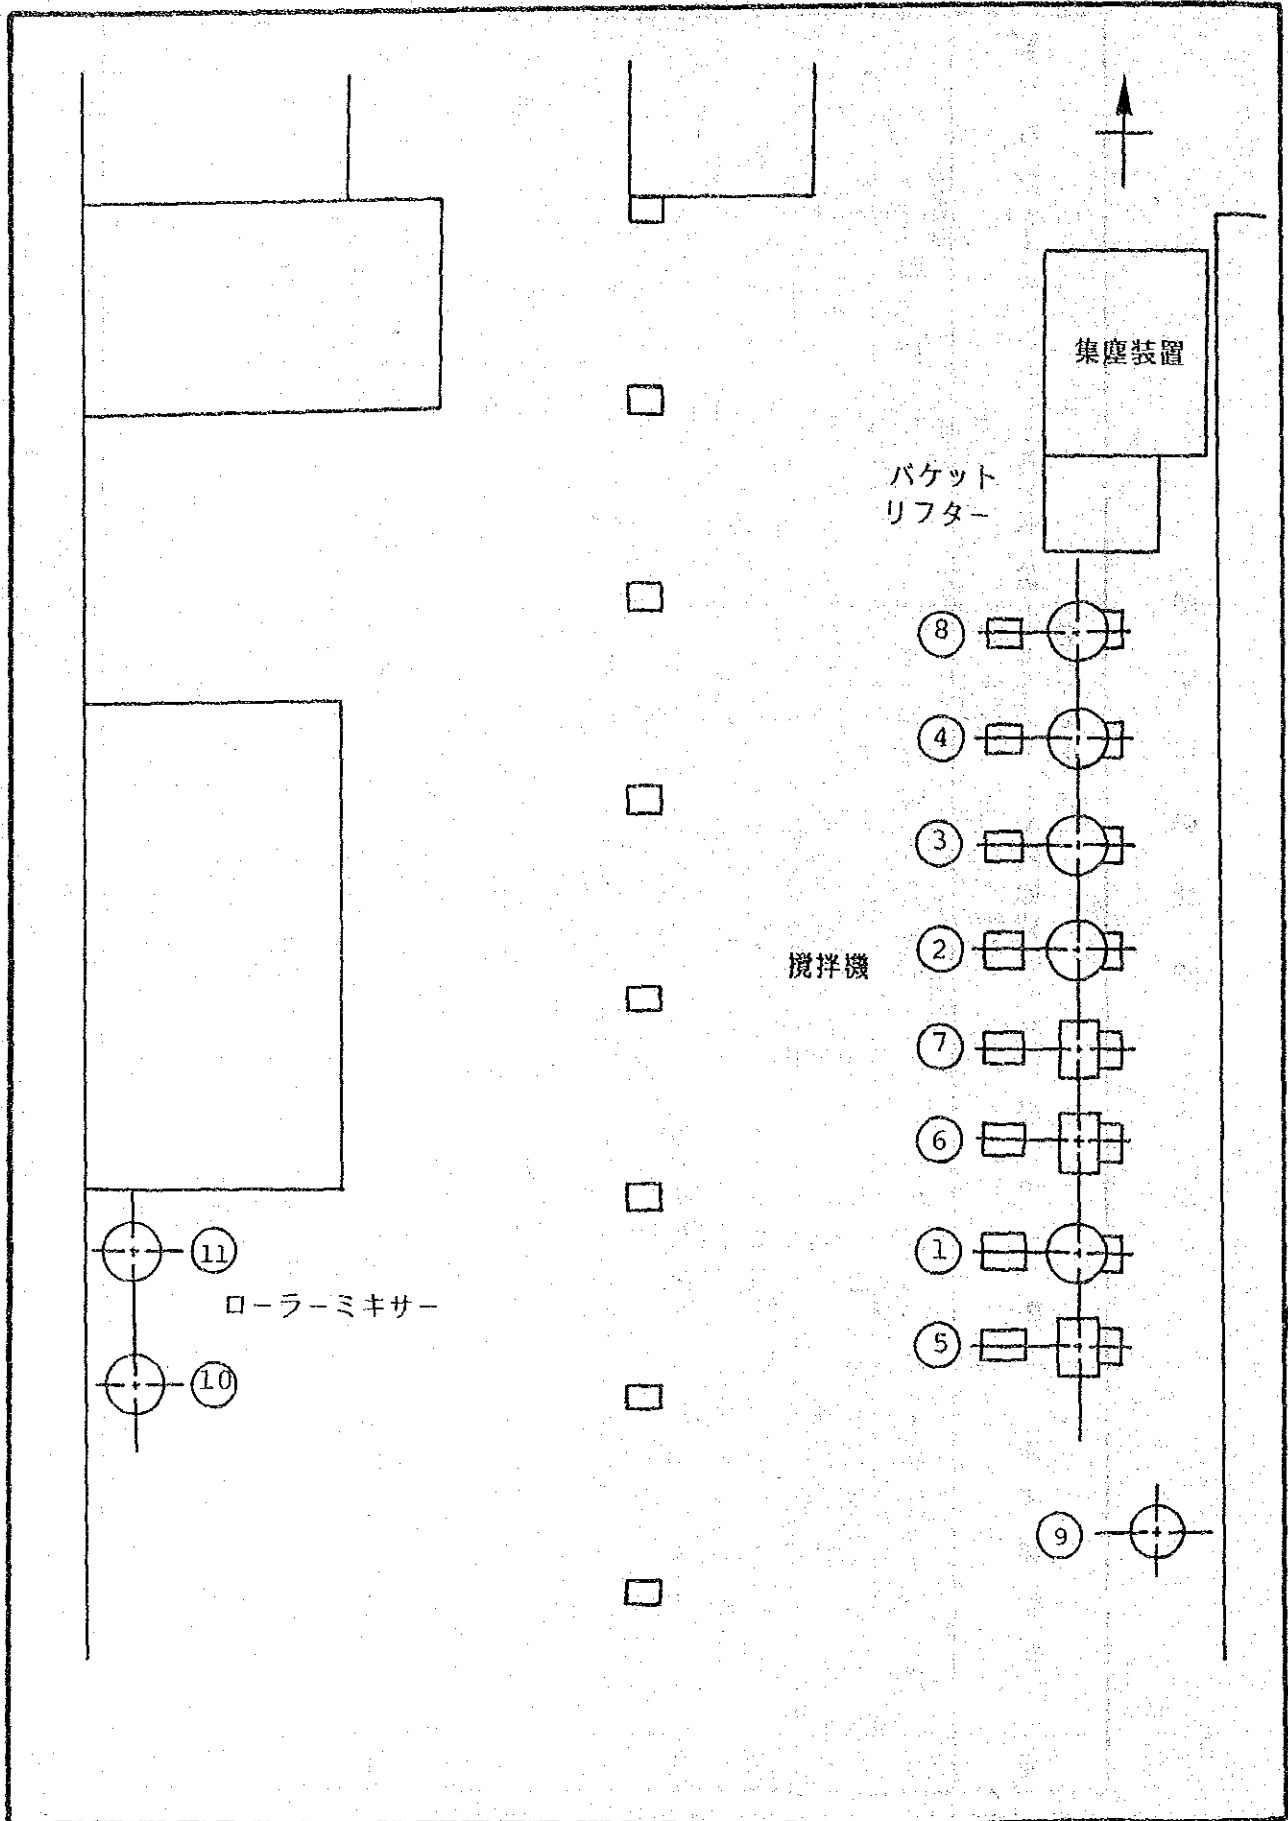 集塵装置
バケット
リフター
⑧
④
③
②
攪拌機
⑦
⑥
①
⑪
ローラーミキサー
⑤
⑩
⑨